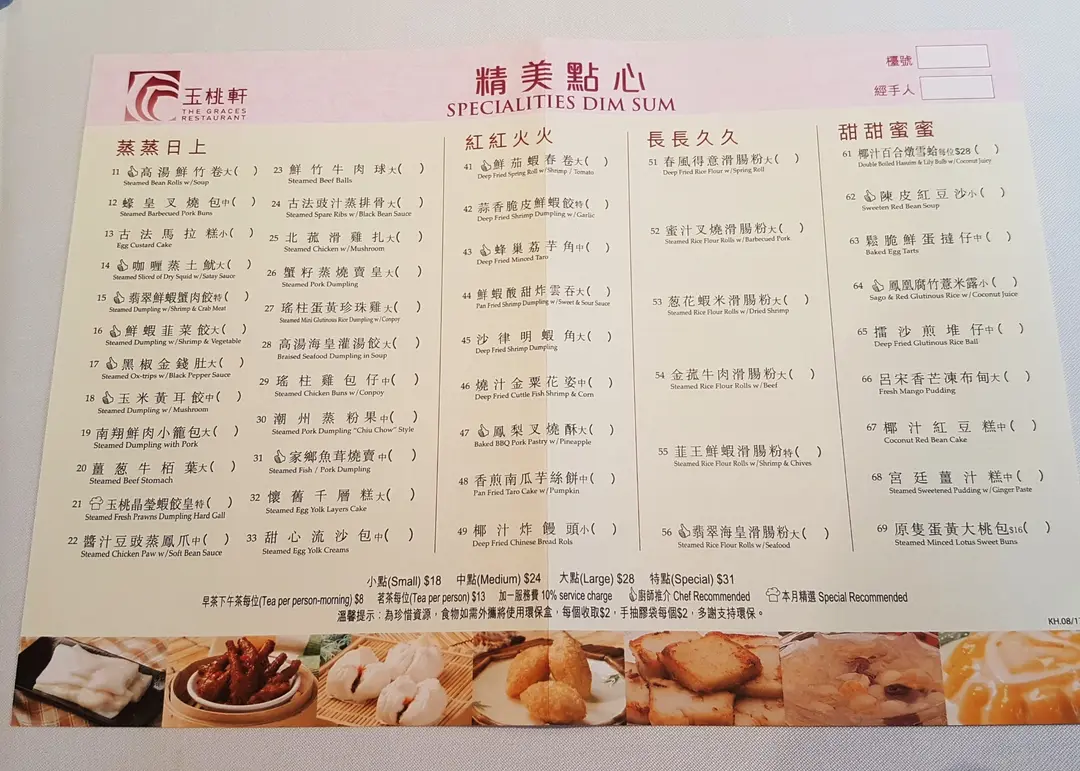 玉桃軒
THE GRACES
RESTAURANT
精美點心
SPECIALITIES DIM SUM
檯號
經手人
蒸蒸日上
11 高湯鮮竹卷大( )
Steamed Bean Rolls w/Soup
12 蠔皇叉燒包中( )
Steamed Barbecued Pork Buns
13 古法馬拉糕小( )
Egg Custard Cake
14 咖喱蒸土魷大( )
Steamed Sliced of Dry Squid w/Satay Sauce
15 翡翠鮮蝦蟹肉餃特( )
Steamed Dumpling w/Shrimp & Crab Meat
16 鮮蝦韮菜餃大( )
Steamed Dumpling w/Shrimp & Vegetable
17 黑椒金錢肚大( )
Steamed Ox-trips w/Black Pepper Sauce
18 玉米黃耳餃中( )
Steamed Dumpling w/Mushroom
19 南翔鮮肉小籠包大( )
Steamed Dumpling with Pork
20 薑葱牛栢葉大( )
Steamed Beef Stomach
21 玉桃晶瑩蝦餃皇特( )
Steamed Fresh Prawns Dumpling Hard Gall
22 醬汁豆豉蒸鳳爪中( )
Steamed Chicken Paw w/Soft Bean Sauce
23 鮮竹牛肉球大( )
Steamed Beef Balls
24 古法豉汁蒸排骨大( )
Steamed Spare Ribs w/Black Bean Sauce
25 北菰滑雞扎大( )
Steamed Chicken w/Mushroom
26 蟹籽蒸燒賣皇大( )
Steamed Pork Dumpling
27 瑤柱蛋黃珍珠雞大( )
Steamed Mini Glutinous Rice Dumpling w/Conpoy
28 高湯海皇灌湯餃大( )
Braised Seafood Dumpling in Soup
29 瑤柱雞包仔中( )
Steamed Chicken Buns w/Conpoy
30 潮州蒸粉果中( )
Steamed Pork Dumpling "Chiu Chow" Style
31 家鄉魚茸燒賣中( )
Steamed Fish / Pork Dumpling
32 懷舊千層糕大( )
Steamed Egg Yolk Layers Cake
33 甜心流沙包中( )
Steamed Egg Yolk Creams
紅紅火火
41 鮮茄蝦春卷大( )
Deep Fried Spring Roll w/Shrimp / Tomato
42 蒜香脆皮鮮蝦餃特( )
Deep Fried Shrimp Dumpling w/Garlic
43 蜂巢荔芋角中( )
Deep Fried Minced Taro
44 鮮蝦酸甜炸雲吞大( )
Pan Fried Shrimp Dumpling w/Sweet & Sour Sauce
45 沙律明蝦角大( )
Deep Fried Shrimp Dumpling
46 燒汁金粟花姿中( )
Deep Fried Cuttle Fish Shrimp & Corn
47 鳳梨叉燒酥大( )
Baked BBQ Pork Pastry w/Pineapple
48 香煎南瓜芋絲餅中( )
Pan Fried Taro Cake w/Pumpkin
49 椰汁炸饅頭小( )
Deep Fried Chinese Bread Rols
長長久久
51 春風得意滑腸粉大( )
Deep Fried Rice Flour w/Spring Roll
52 蜜汁叉燒滑腸粉大( )
Steamed Rice Flour Rolls w/Barbecued Pork
53 葱花蝦米滑腸粉大( )
Steamed Rice Flour Rolls w/Dried Shrimp
54 金菰牛肉滑腸粉大( )
Steamed Rice Flour Rolls w/Beef
55 韮王鮮蝦滑腸粉特( )
Steamed Rice Flour Rolls w/Shrimp & Chives
56 翡翠海皇滑腸粉大( )
Steamed Rice Flour Rolls w/Seafood
甜甜蜜蜜
61 椰汁百合燉雪蛤每位$28( )
Double Boiled Hassim & Lily Bulb w/Coconut Juicy
62 陳皮紅豆沙小( )
Sweeten Red Bean Soup
63 鬆脆鮮蛋撻仔中( )
Baked Egg Tarts
64 鳳凰腐竹薏米露小( )
Sago & Red Glutinous Rice w/Coconut Juice
65 擂沙煎堆仔中( )
Deep Fried Glutinous Rice Ball
66 呂宋香芒凍布甸大( )
Fresh Mango Pudding
67 椰汁紅豆糕中( )
Coconut Red Bean Cake
68 宮廷薑汁糕中( )
Steamed Sweetened Pudding w/Ginger Paste
69 原隻蛋黃大桃包$16( )
Steamed Minced Lotus Sweet Buns
小點(Small) $18 中點(Medium) $24 大點(Large) $28 特點(Special) $31
早茶下午茶每位(Tea per person-morning) $8 茗茶每位(Tea per person) $13 加一服務費 10% service charge 廚師推介 Chef Recommended 本月精選 Special Recommended
溫馨提示：為珍惜資源，食物如需外攜將使用環保盒，每個收取$2，手抽膠袋每個$2，多謝支持環保。